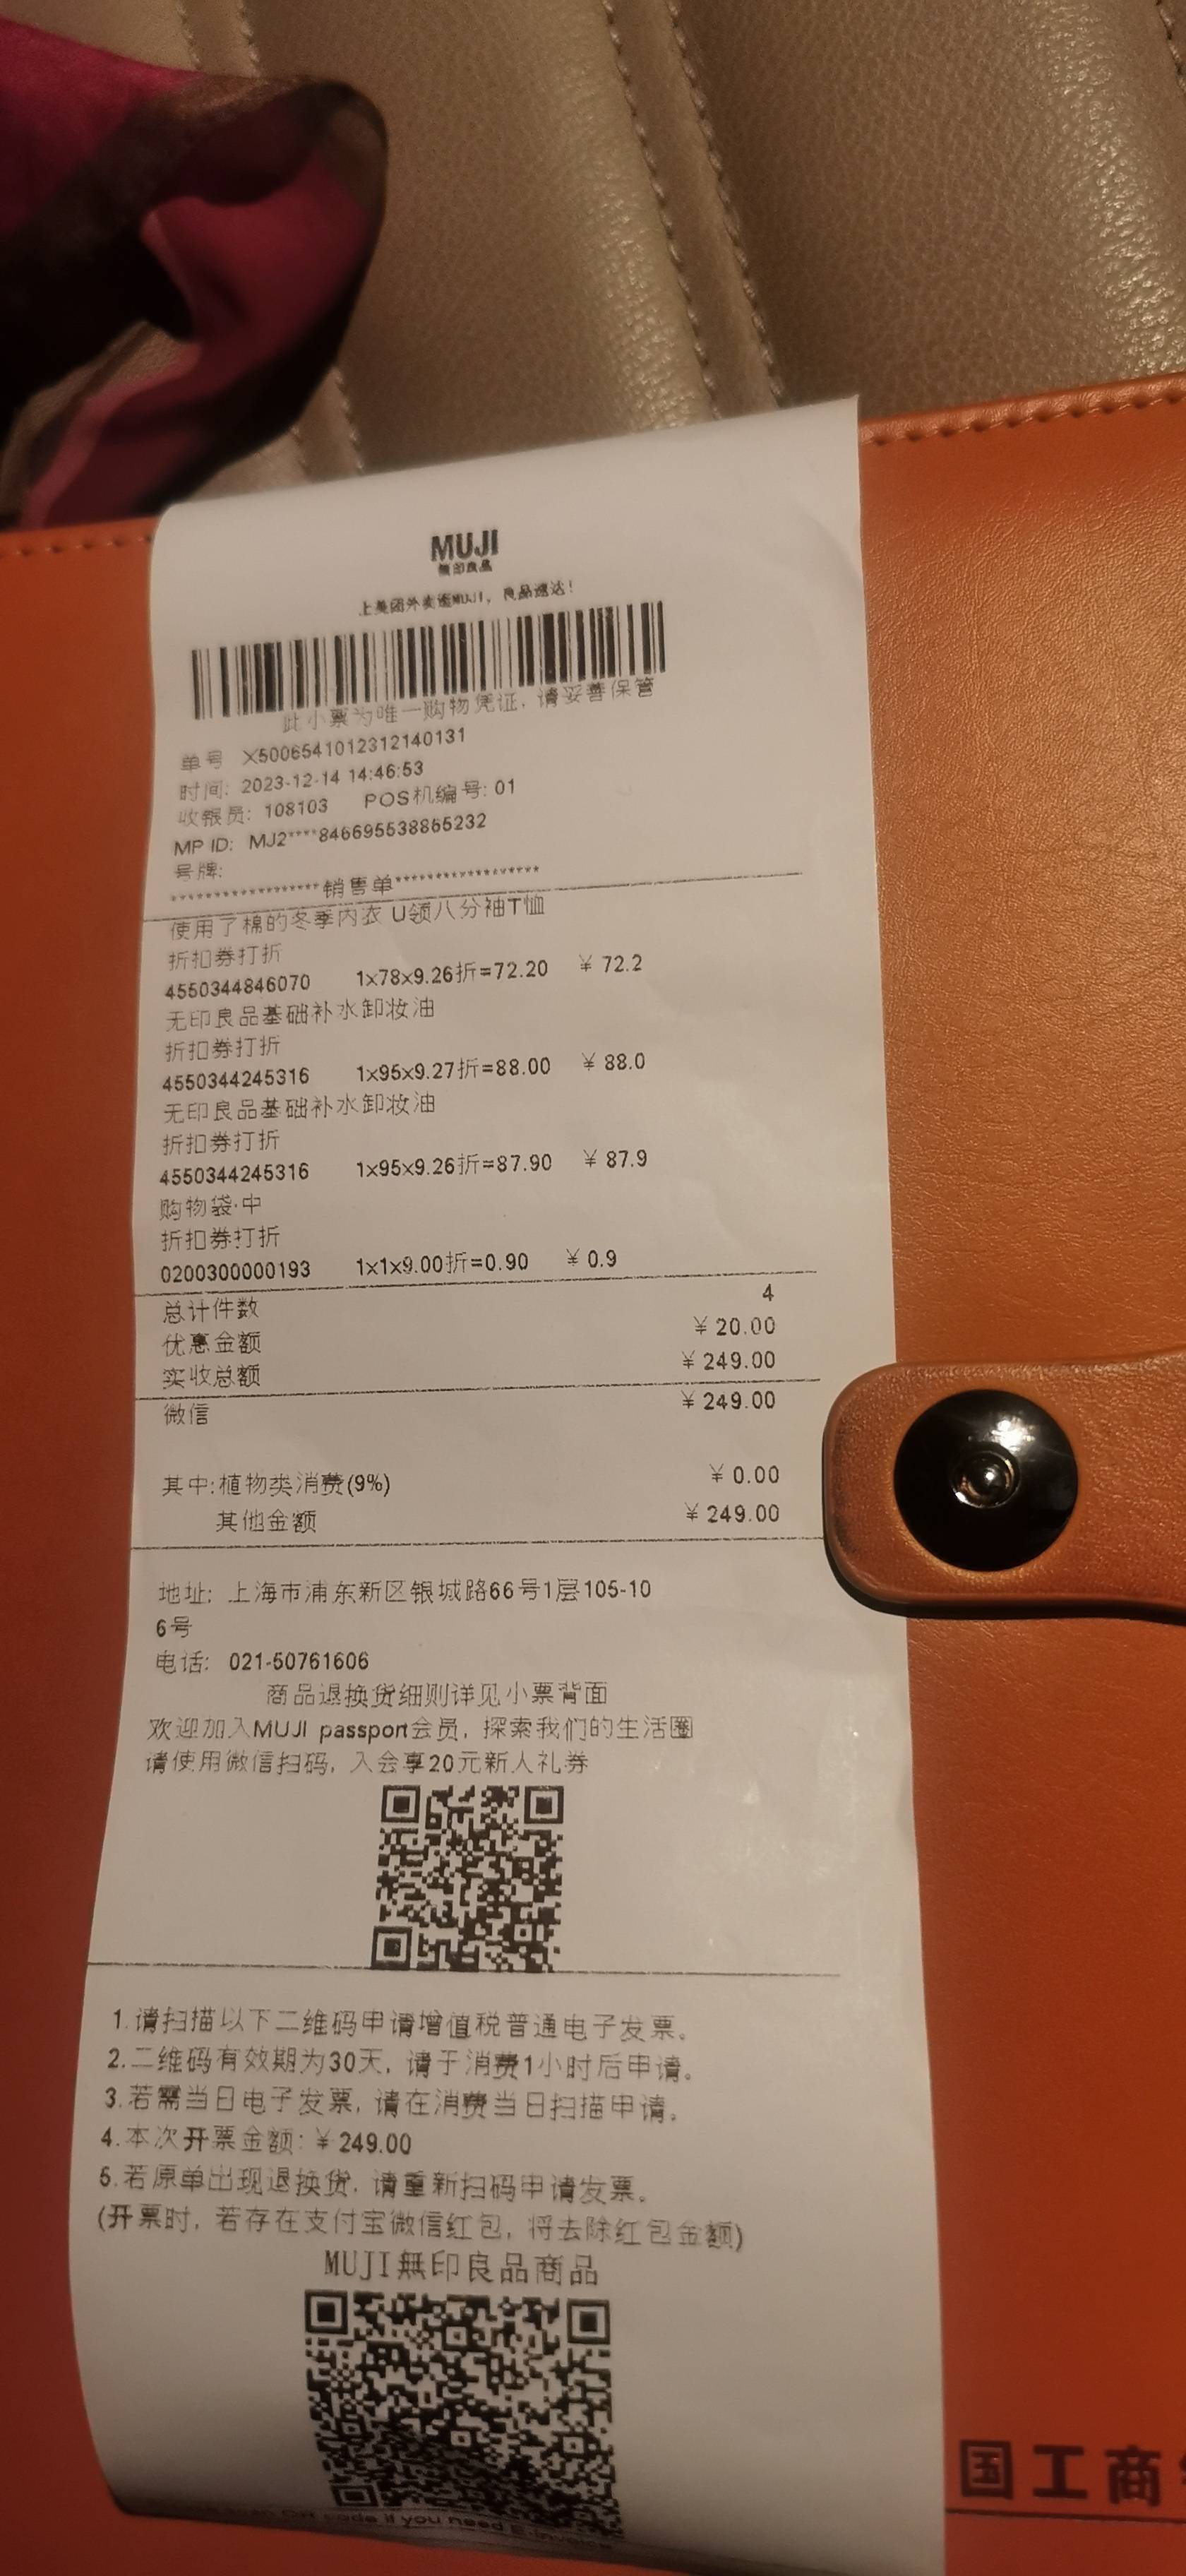 MUJI
無印良品
上美团外卖逛MUJI，良品速达！
此小票为唯一购物凭证，请妥善保管
单号 X5006541012312140131
时间: 2023-12-14 14:46:53
收银员: 108103 POS机编号: 01
MP ID: MJ2****846695538865232
号牌:
******************销售单******************
使用了棉的冬季内衣 U领八分袖T恤
折扣券打折
4550344846070 1x78x9.26折=72.20 ￥72.2
无印良品基础补水卸妆油
折扣券打折
4550344245316 1x95x9.27折=88.00 ￥88.0
无印良品基础补水卸妆油
折扣券打折
4550344245316 1x95x9.26折=87.90 ￥87.9
购物袋·中
折扣券打折
0200300000193 1x1x9.00折=0.90 ￥0.9
总计件数 4
优惠金额 ￥20.00
实收总额 ￥249.00
微信 ￥249.00
其中:植物类消费(9%) ￥0.00
其他金额 ￥249.00
地址: 上海市浦东新区银城路66号1层105-10
6号
电话: 021-50761606
商品退换货细则详见小票背面
欢迎加入MUJI passport会员，探索我们的生活圈
请使用微信扫码，入会享20元新人礼券
1.请扫描以下二维码申请增值税普通电子发票。
2.二维码有效期为30天，请于消费1小时后申请。
3.若需当日电子发票，请在消费当日扫描申请。
4.本次开票金额:￥249.00
5.若原单出现退换货，请重新扫码申请发票。
(开票时，若存在支付宝微信红包，将去除红包金额)
MUJI無印良品商品
QR code if you need E-invoice
国工商